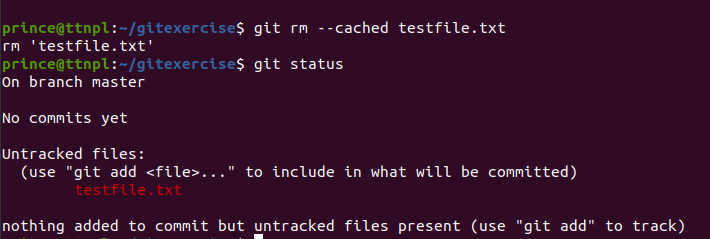 prince@ttnpl:~/gitexercise$ git rm --cached testfile.txt
rm 'testfile.txt'
prince@ttnpl:~/gitexercise$ git status
On branch master
No commits yet
Untracked files:
(use "git add <file>..." to include in what will be committed)
testfile.txt
nothing added to commit but untracked files present (use "git add" to track)